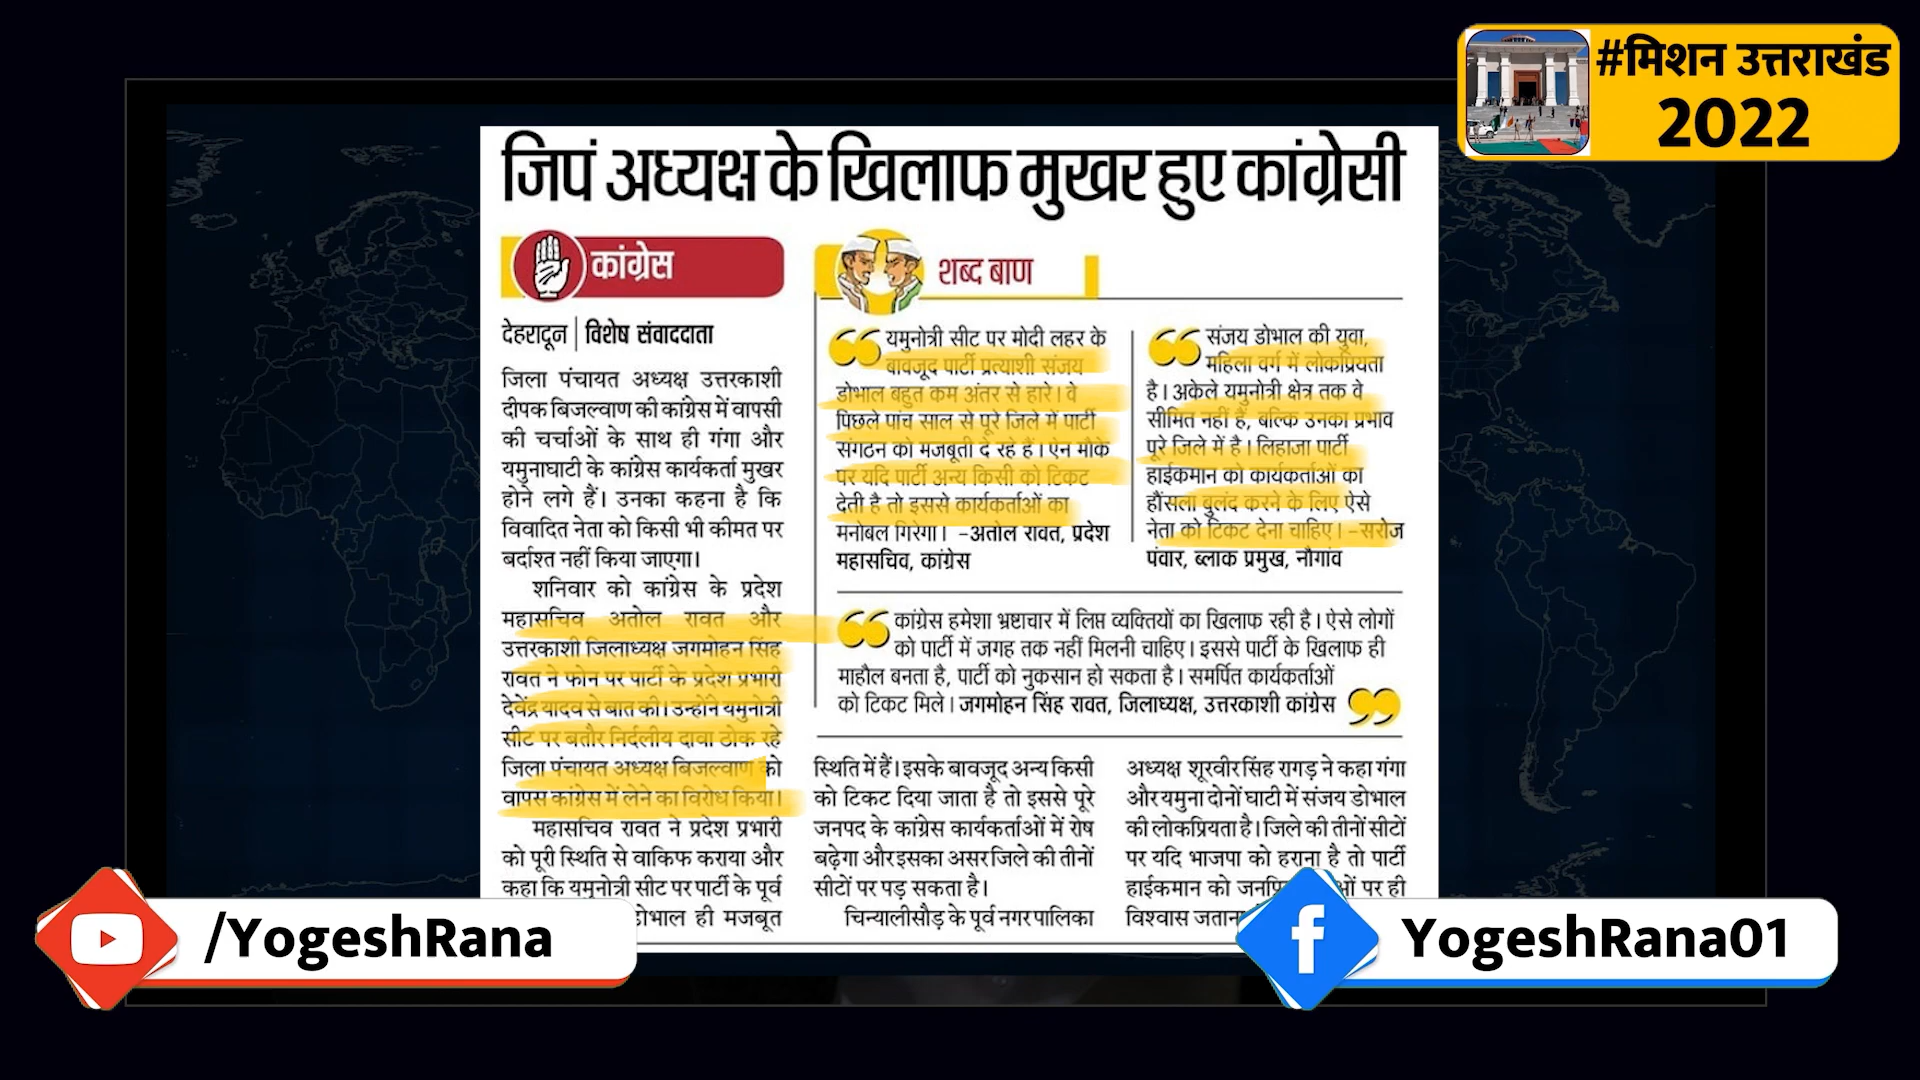 #मिशन उत्तराखंड
2022
जिपं अध्यक्ष के खिलाफ मुखर हुए कांग्रेसी
कांग्रेस
देहरादून | विशेष संवाददाता
जिला पंचायत अध्यक्ष उत्तरकाशी
दीपक बिजल्वाण की कांग्रेस में वापसी
की चर्चाओं के साथ ही गंगा और
यमुनाघाटी के कांग्रेस कार्यकर्ता मुखर
होने लगे हैं। उनका कहना है कि
विवादित नेता को किसी भी कीमत पर
बर्दाश्त नहीं किया जाएगा।
शनिवार को कांग्रेस के प्रदेश
महासचिव अतोल रावत और
उत्तरकाशी जिलाध्यक्ष जगमोहन सिंह
रावत ने फोन पर पार्टी के प्रदेश प्रभारी
देवेंद्र यादव से बात की। उन्होंने यमुनोत्री
सीट पर बतौर निर्दलीय दावा ठोक रहे
जिला पंचायत अध्यक्ष बिजल्वाण को
वापस कांग्रेस में लेने का विरोध किया।
महासचिव रावत ने प्रदेश प्रभारी
को पूरी स्थिति से वाकिफ कराया और
कहा कि यमुनोत्री सीट पर पार्टी के पूर्व
डोभाल ही मजबूत
शब्द बाण
यमुनोत्री सीट पर मोदी लहर के
बावजूद पार्टी प्रत्याशी संजय
डोभाल बहुत कम अंतर से हारे। वे
पिछले पांच साल से पूरे जिले में पार्टी
संगठन को मजबूती दे रहे हैं। ऐन मौके
पर यदि पार्टी अन्य किसी को टिकट
देती है तो इससे कार्यकर्ताओं का
मनोबल गिरेगा। -अतोल रावत, प्रदेश
महासचिव, कांग्रेस
संजय डोभाल की युवा,
महिला वर्ग में लोकप्रियता
है। अकेले यमुनोत्री क्षेत्र तक वे
सीमित नहीं हैं, बल्कि उनका प्रभाव
पूरे जिले में है। लिहाजा पार्टी
हाईकमान को कार्यकर्ताओं का
हौंसला बुलंद करने के लिए ऐसे
नेता को टिकट देना चाहिए। -सरोज
पंवार, ब्लाक प्रमुख, नौगांव
कांग्रेस हमेशा भ्रष्टाचार में लिप्त व्यक्तियों का खिलाफ रही है। ऐसे लोगों
को पार्टी में जगह तक नहीं मिलनी चाहिए। इससे पार्टी के खिलाफ ही
माहौल बनता है, पार्टी को नुकसान हो सकता है। समर्पित कार्यकर्ताओं
को टिकट मिले। जगमोहन सिंह रावत, जिलाध्यक्ष, उत्तरकाशी कांग्रेस
स्थिति में हैं। इसके बावजूद अन्य किसी
को टिकट दिया जाता है तो इससे पूरे
जनपद के कांग्रेस कार्यकर्ताओं में रोष
बढ़ेगा और इसका असर जिले की तीनों
सीटों पर पड़ सकता है।
चिन्यालीसौड़ के पूर्व नगर पालिका
अध्यक्ष शूरवीर सिंह रागड़ ने कहा गंगा
और यमुना दोनों घाटी में संजय डोभाल
की लोकप्रियता है। जिले की तीनों सीटों
पर यदि भाजपा को हराना है तो पार्टी
हाईकमान को पर ही
विश्वास
/YogeshRana
YogeshRana01